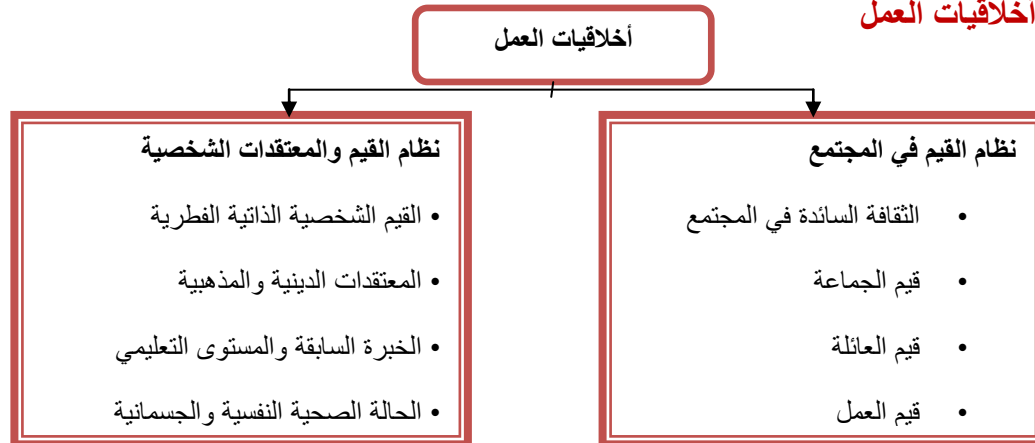 اخلاقيات العمل
أخلاقيات العمل
نظام القيم في المجتمع
• الثقافة السائدة في المجتمع
• قيم الجماعة
• قيم العائلة
• قيم العمل
نظام القيم والمعتقدات الشخصية
• القيم الشخصية الذاتية الفطرية
• المعتقدات الدينية والمذهبية
• الخبرة السابقة والمستوى التعليمي
• الحالة الصحية النفسية والجسمانية